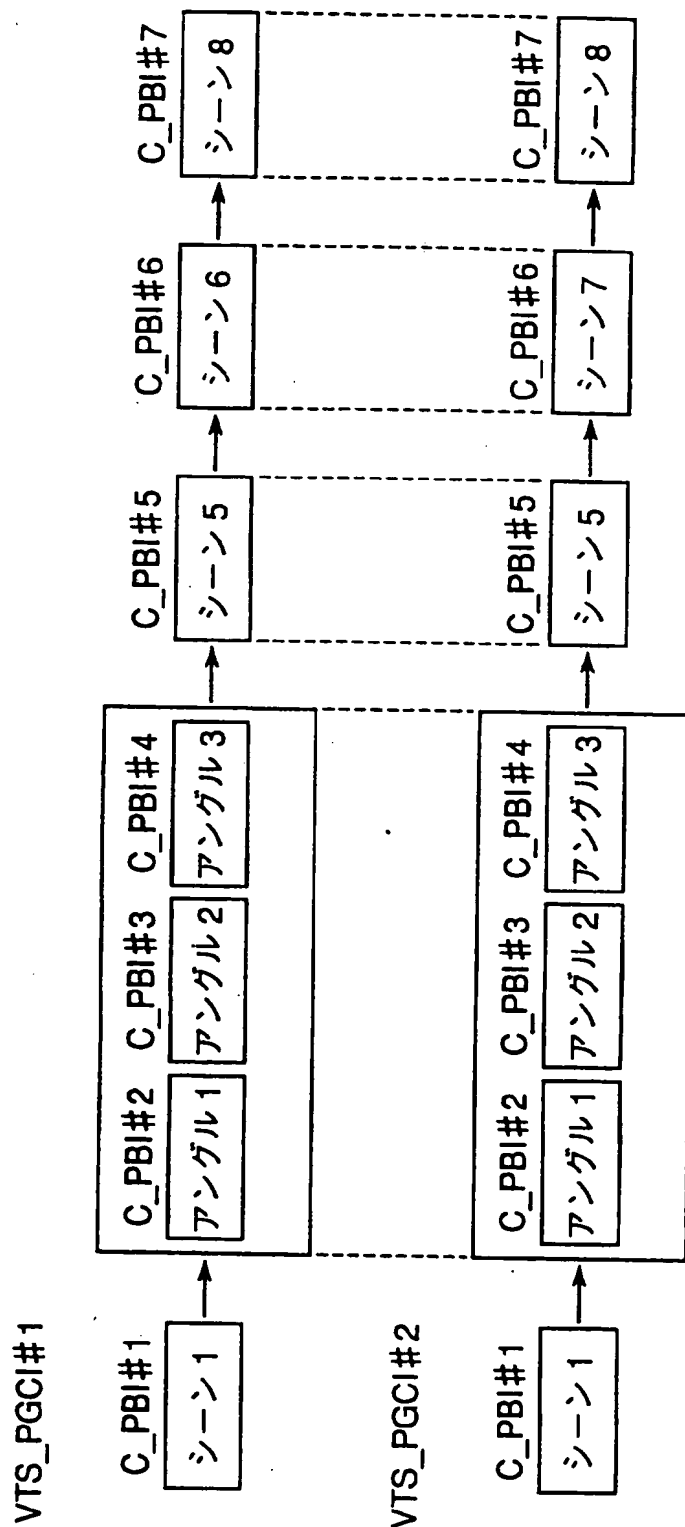 VTS_PGCI#1
C_PBI#1
シーン1
C_PBI#2
アングル1
C_PBI#3
アングル2
C_PBI#4
アングル3
C_PBI#5
シーン5
C_PBI#6
シーン6
C_PBI#7
シーン8
VTS_PGCI#2
C_PBI#1
シーン1
C_PBI#2
アングル1
C_PBI#3
アングル2
C_PBI#4
アングル3
C_PBI#5
シーン5
C_PBI#6
シーン7
C_PBI#7
シーン8